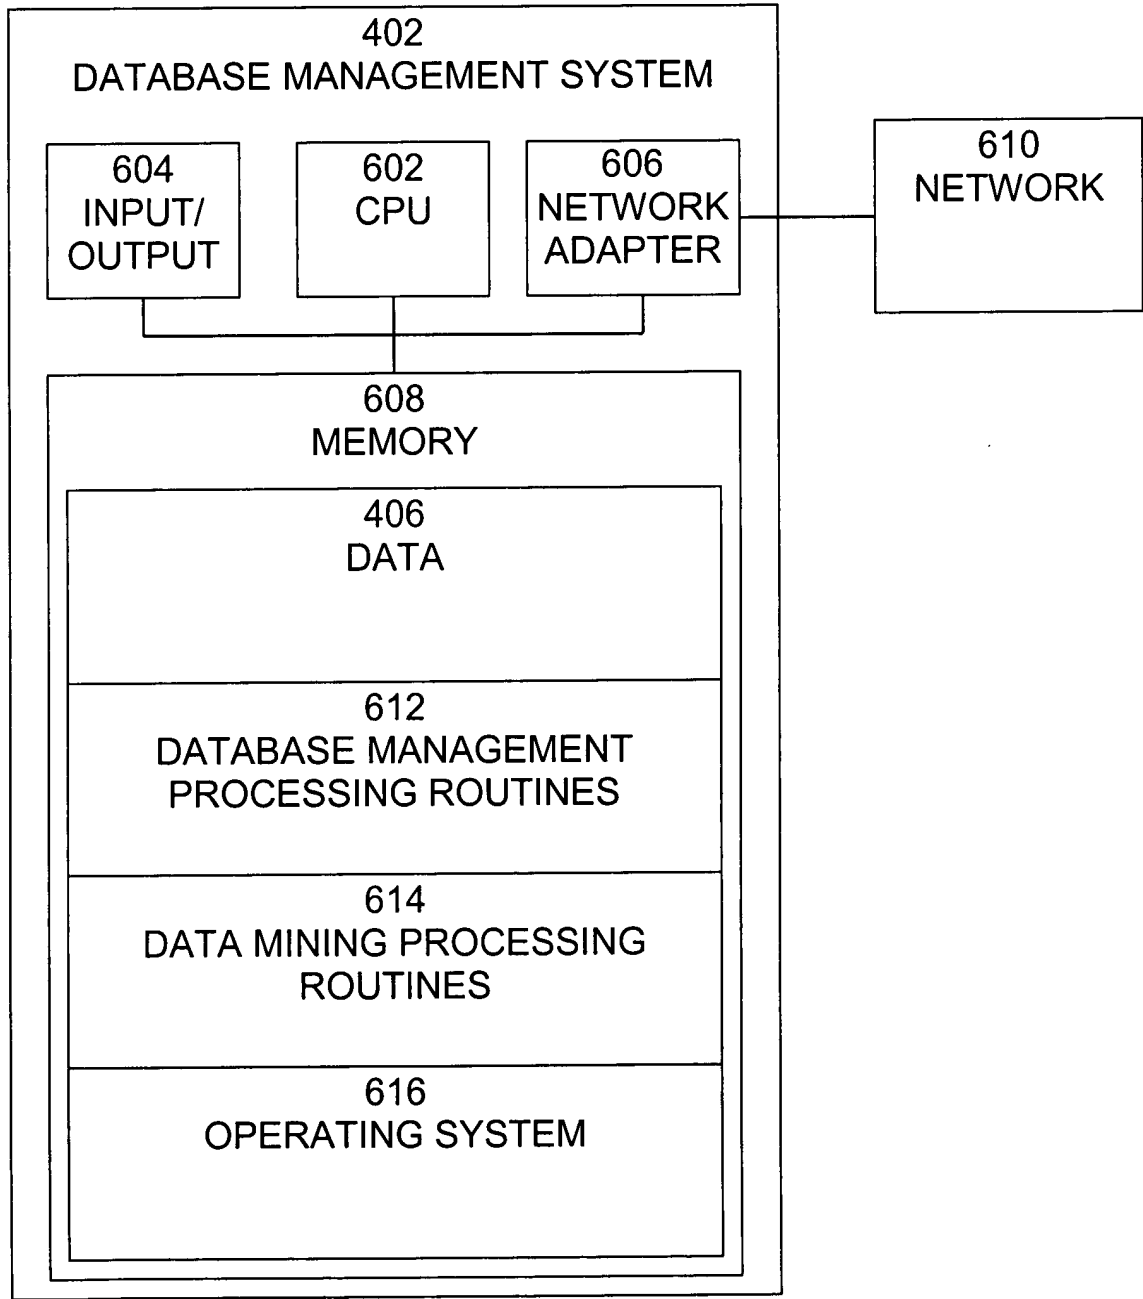 402
DATABASE MANAGEMENT SYSTEM
604
INPUT/
OUTPUT
602
CPU
606
NETWORK
ADAPTER
610
NETWORK
608
MEMORY
406
DATA
612
DATABASE MANAGEMENT
PROCESSING ROUTINES
614
DATA MINING PROCESSING
ROUTINES
616
OPERATING SYSTEM